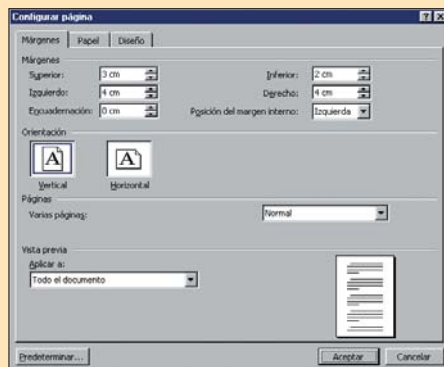 Configurar página
Márgenes Papel Diseño
Márgenes
Superior: 3 cm Inferior: 2 cm
Izquierdo: 4 cm Derecho: 4 cm
Encuadernación: 0 cm Posición del margen interno: Izquierda
Orientación
A A
Vertical Horizontal
Páginas
Varias páginas: Normal
Vista previa
Aplicar a:
Todo el documento
Predeterminar... Aceptar Cancelar